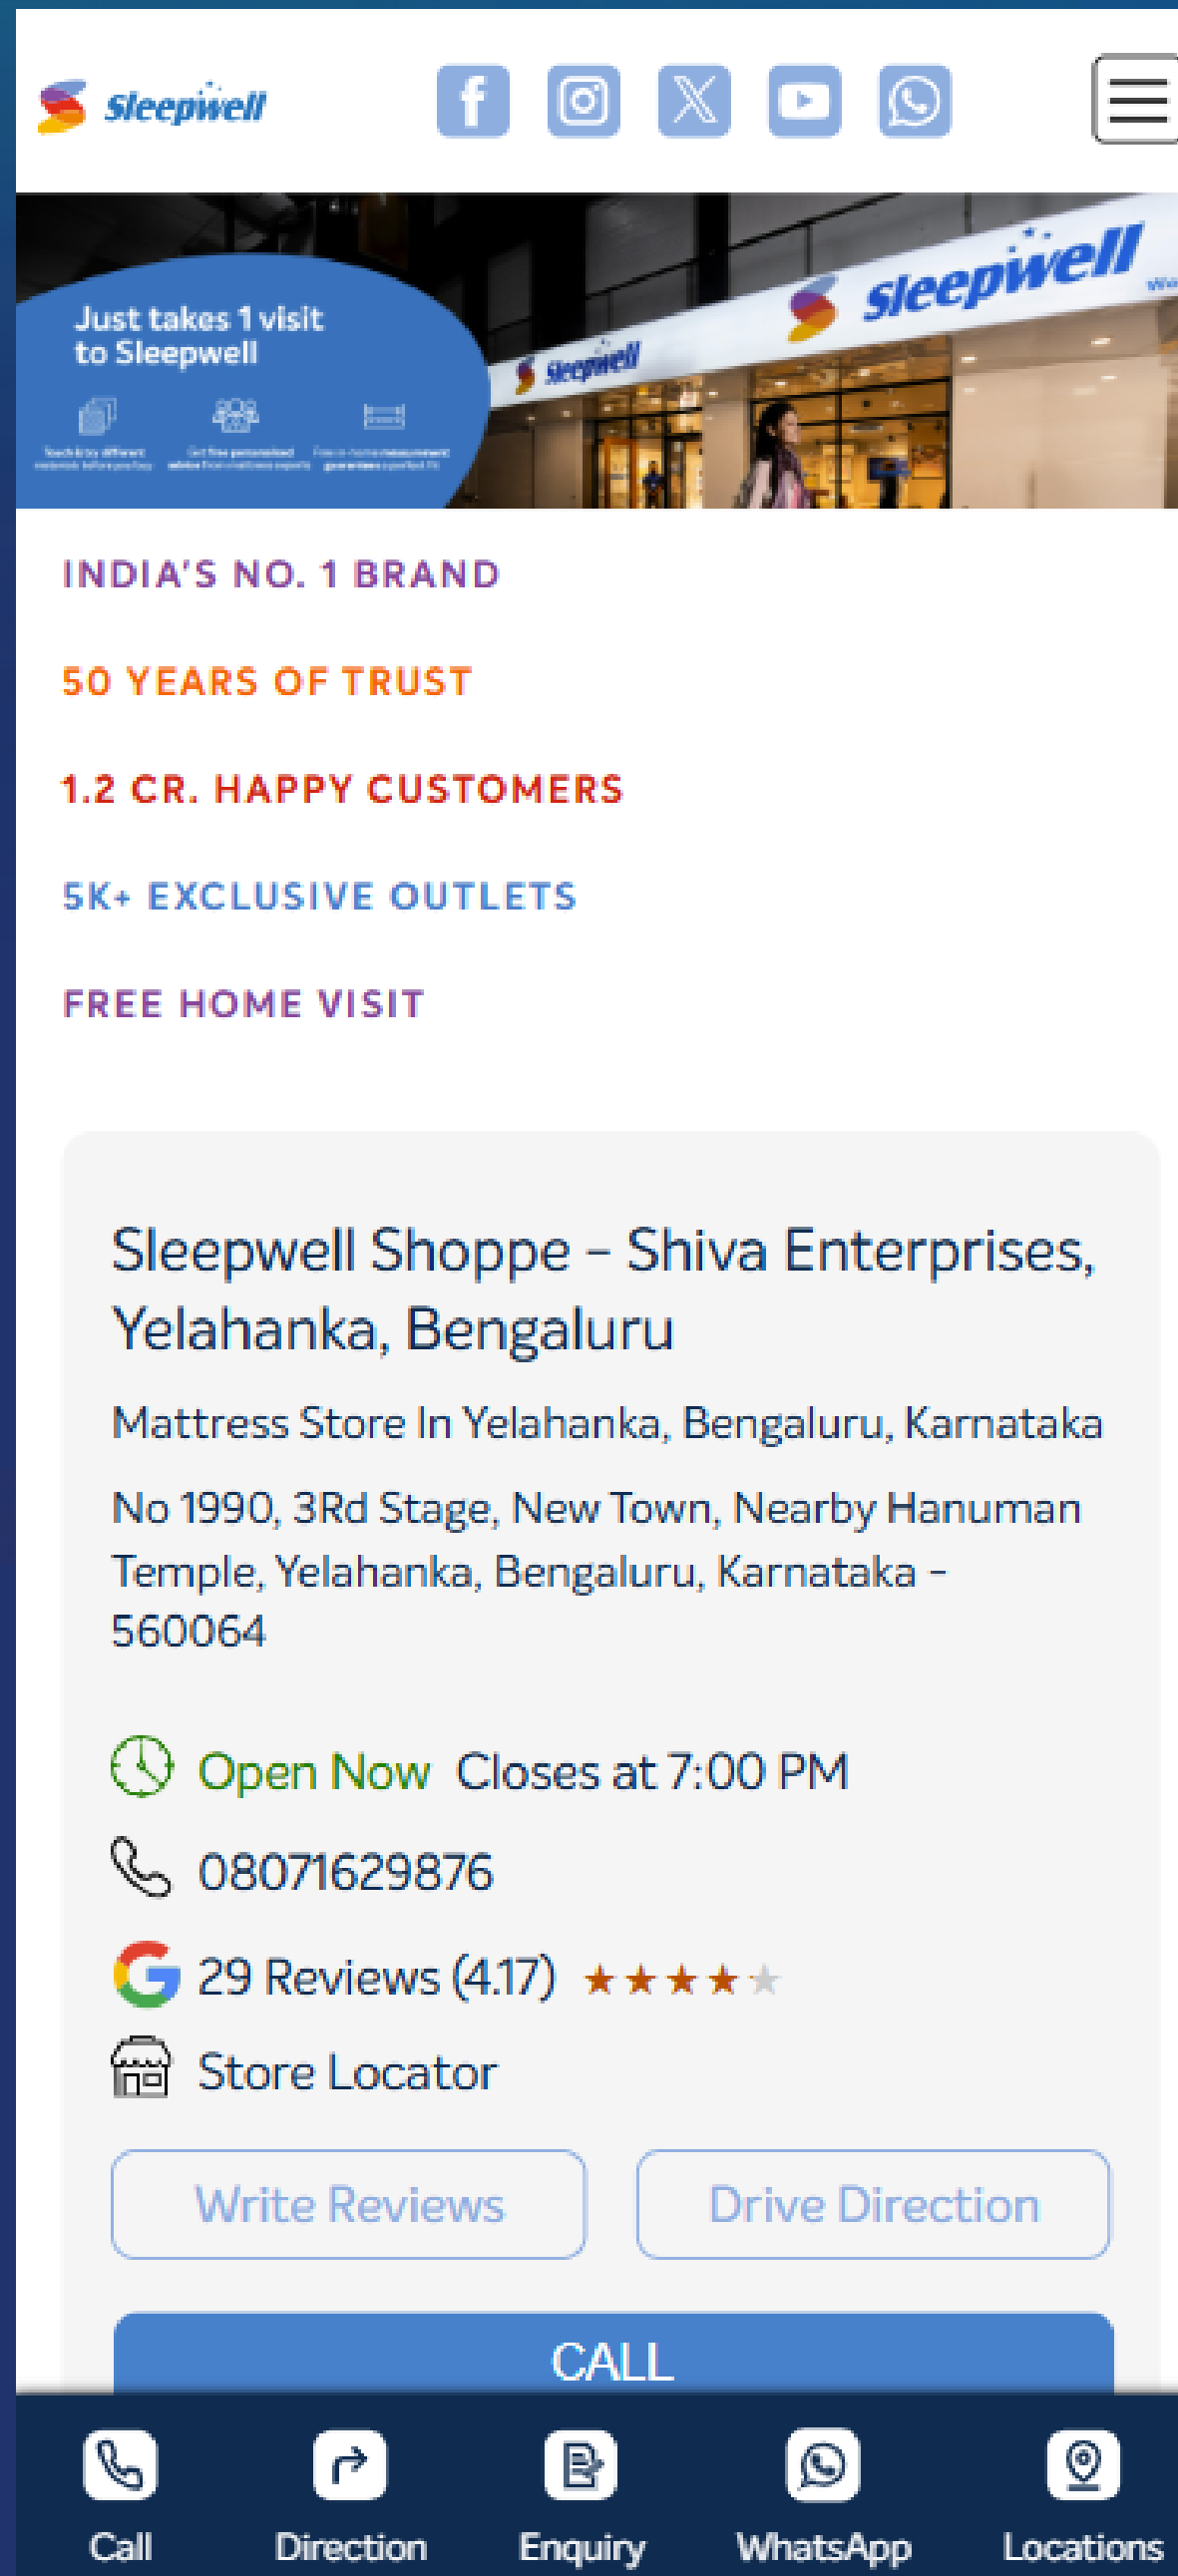 Sleepwell
Just takes 1 visit
to Sleepwell
Sleepwell
Sleepwell
INDIA'S NO. 1 BRAND
50 YEARS OF TRUST
1.2 CR. HAPPY CUSTOMERS
5K+ EXCLUSIVE OUTLETS
FREE HOME VISIT
Sleepwell Shoppe - Shiva Enterprises,
Yelahanka, Bengaluru
Mattress Store In Yelahanka, Bengaluru, Karnataka
No 1990, 3Rd Stage, New Town, Nearby Hanuman
Temple, Yelahanka, Bengaluru, Karnataka -
560064
Open Now Closes at 7:00 PM
08071629876
29 Reviews (4.17)
Store Locator
Write Reviews Drive Direction
CALL
Call Direction Enquiry WhatsApp Locations